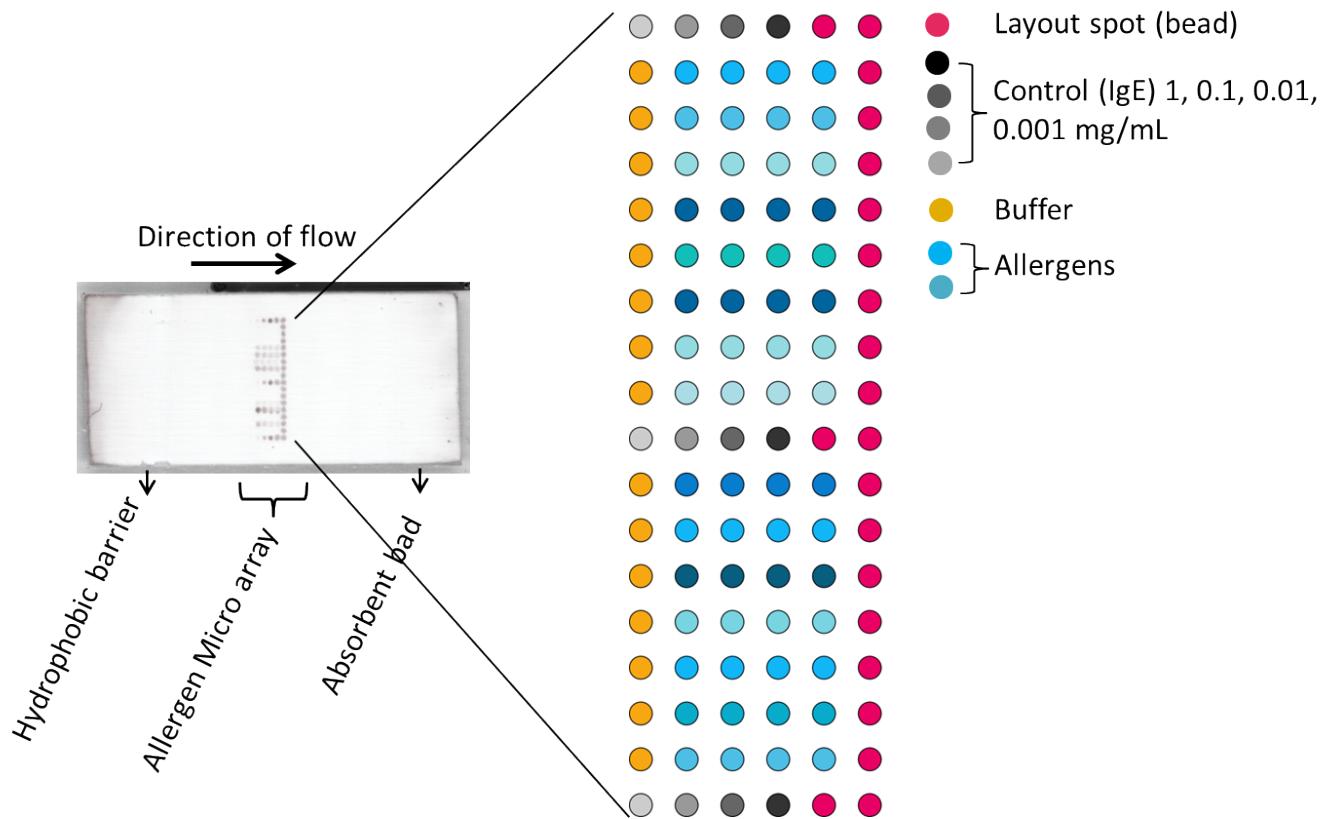 Direction of flow
Hydrophobic barrier
Allergen Micro array
Absorbent bad
Layout spot (bead)
Control (IgE) 1, 0.1, 0.01,
0.001 mg/mL
Buffer
Allergens